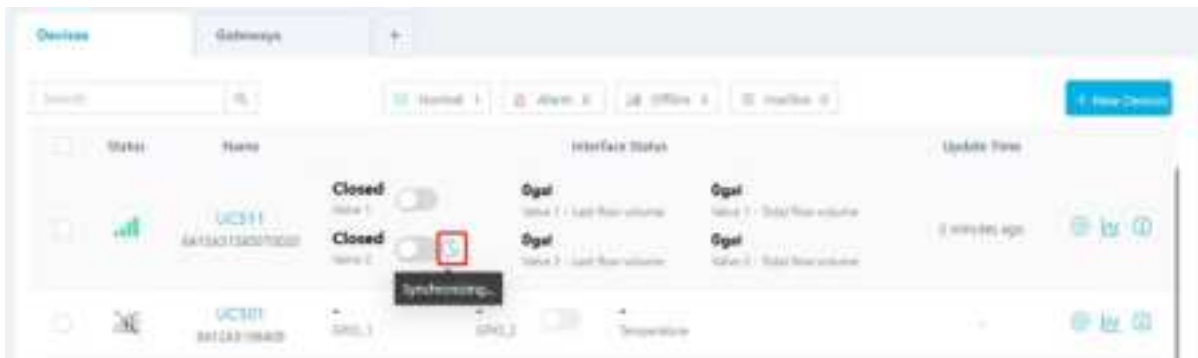 Devices Gateways +
Search Normal 1 Alarm 0 Offline Inactive 0 + New Devices
Status Name Interface Status Update Time
Closed 0gal 0gal
Valve 1 Valve 1 - Last flow volume Valve 1 - Total flow volume
UC511 2 minutes ago
Closed 0gal 0gal
Valve 2 Valve 2 - Last flow volume Valve 2 - Total flow volume
Synchronizing...
UC501 - - - -
GPIO_1 GPIO_2 Temperature